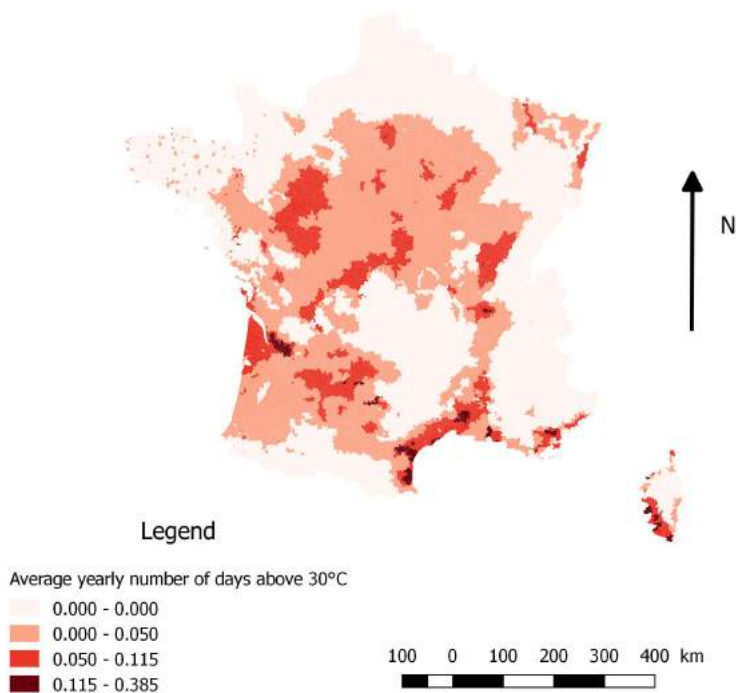 N
Legend
Average yearly number of days above 30°C
0.000 - 0.000
0.000 - 0.050
0.050 - 0.115
0.115 - 0.385
100 0 100 200 300 400 km